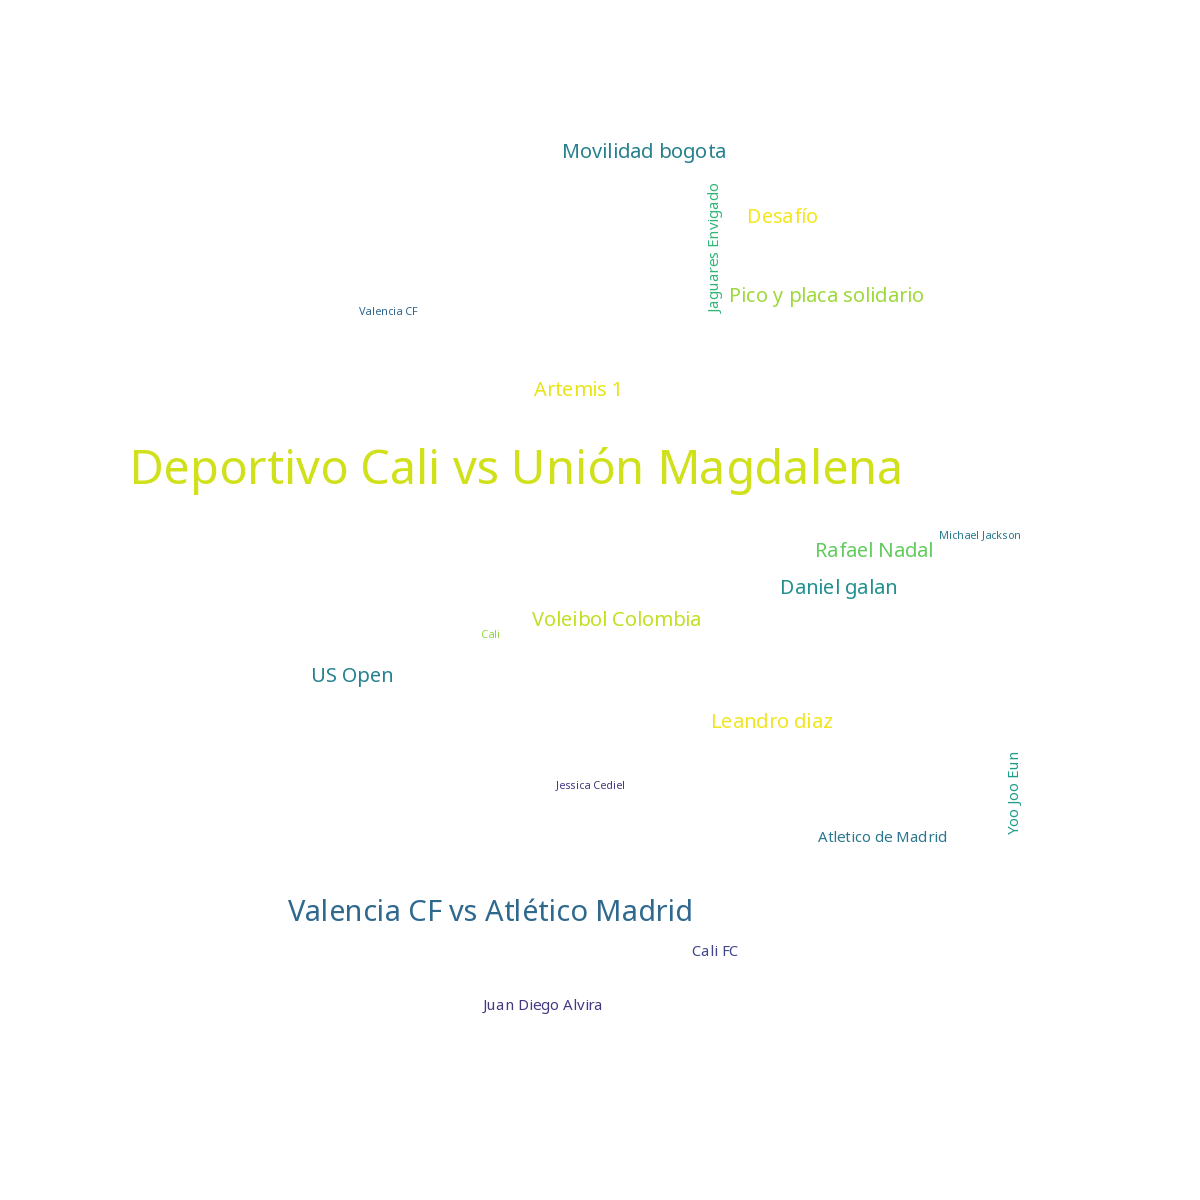 Movilidad bogota
Jaguares Envigado
Desafío
Pico y placa solidario
Valencia CF
Artemis 1
Deportivo Cali vs Unión Magdalena
Michael Jackson
Rafael Nadal
Daniel galan
Voleibol Colombia
Cali
US Open
Leandro diaz
Yoo Joo Eun
Jessica Cediel
Atletico de Madrid
Valencia CF vs Atlético Madrid
Cali FC
Juan Diego Alvira